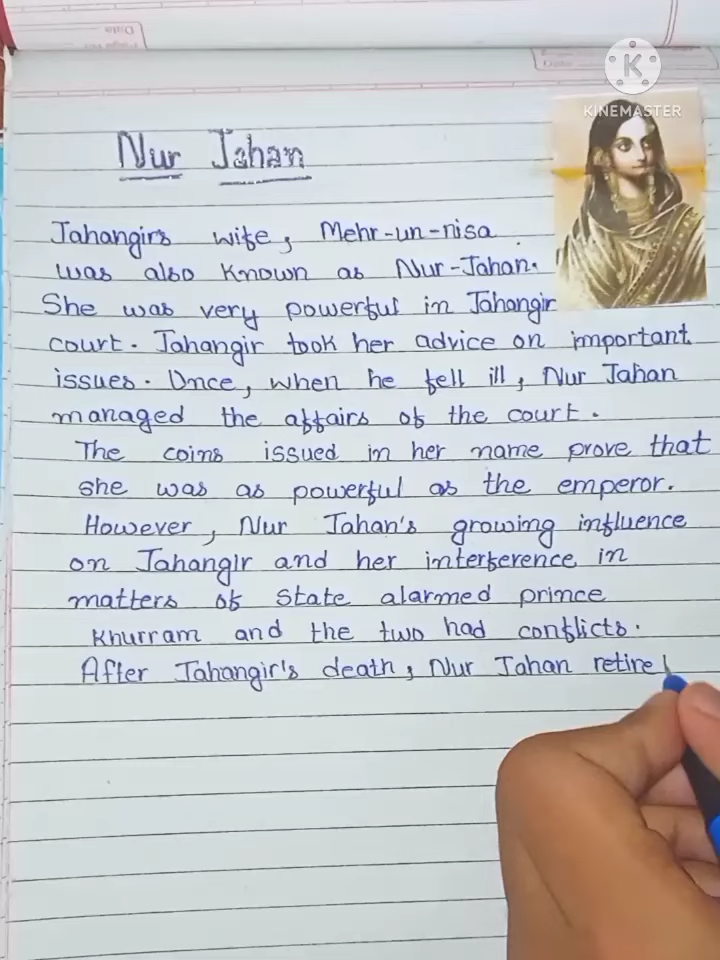 Date
K
KINEMASTER
Nur Jahan
Jahangirs wife, Mehr-un-nisa
was also known as Nur-Jahan.
She was very powerful in Jahangir
court. Jahangir took her advice on important
issues. Once, when he fell ill, Nur Jahan
managed the affairs of the court.
The coins issued in her name prove that
she was as powerful as the emperor.
However, Nur Jahan's growing influence
on Jahangir and her interference in
matters of State alarmed prince
Khurram and the two had conflicts.
After Jahangir's death, Nur Jahan retire